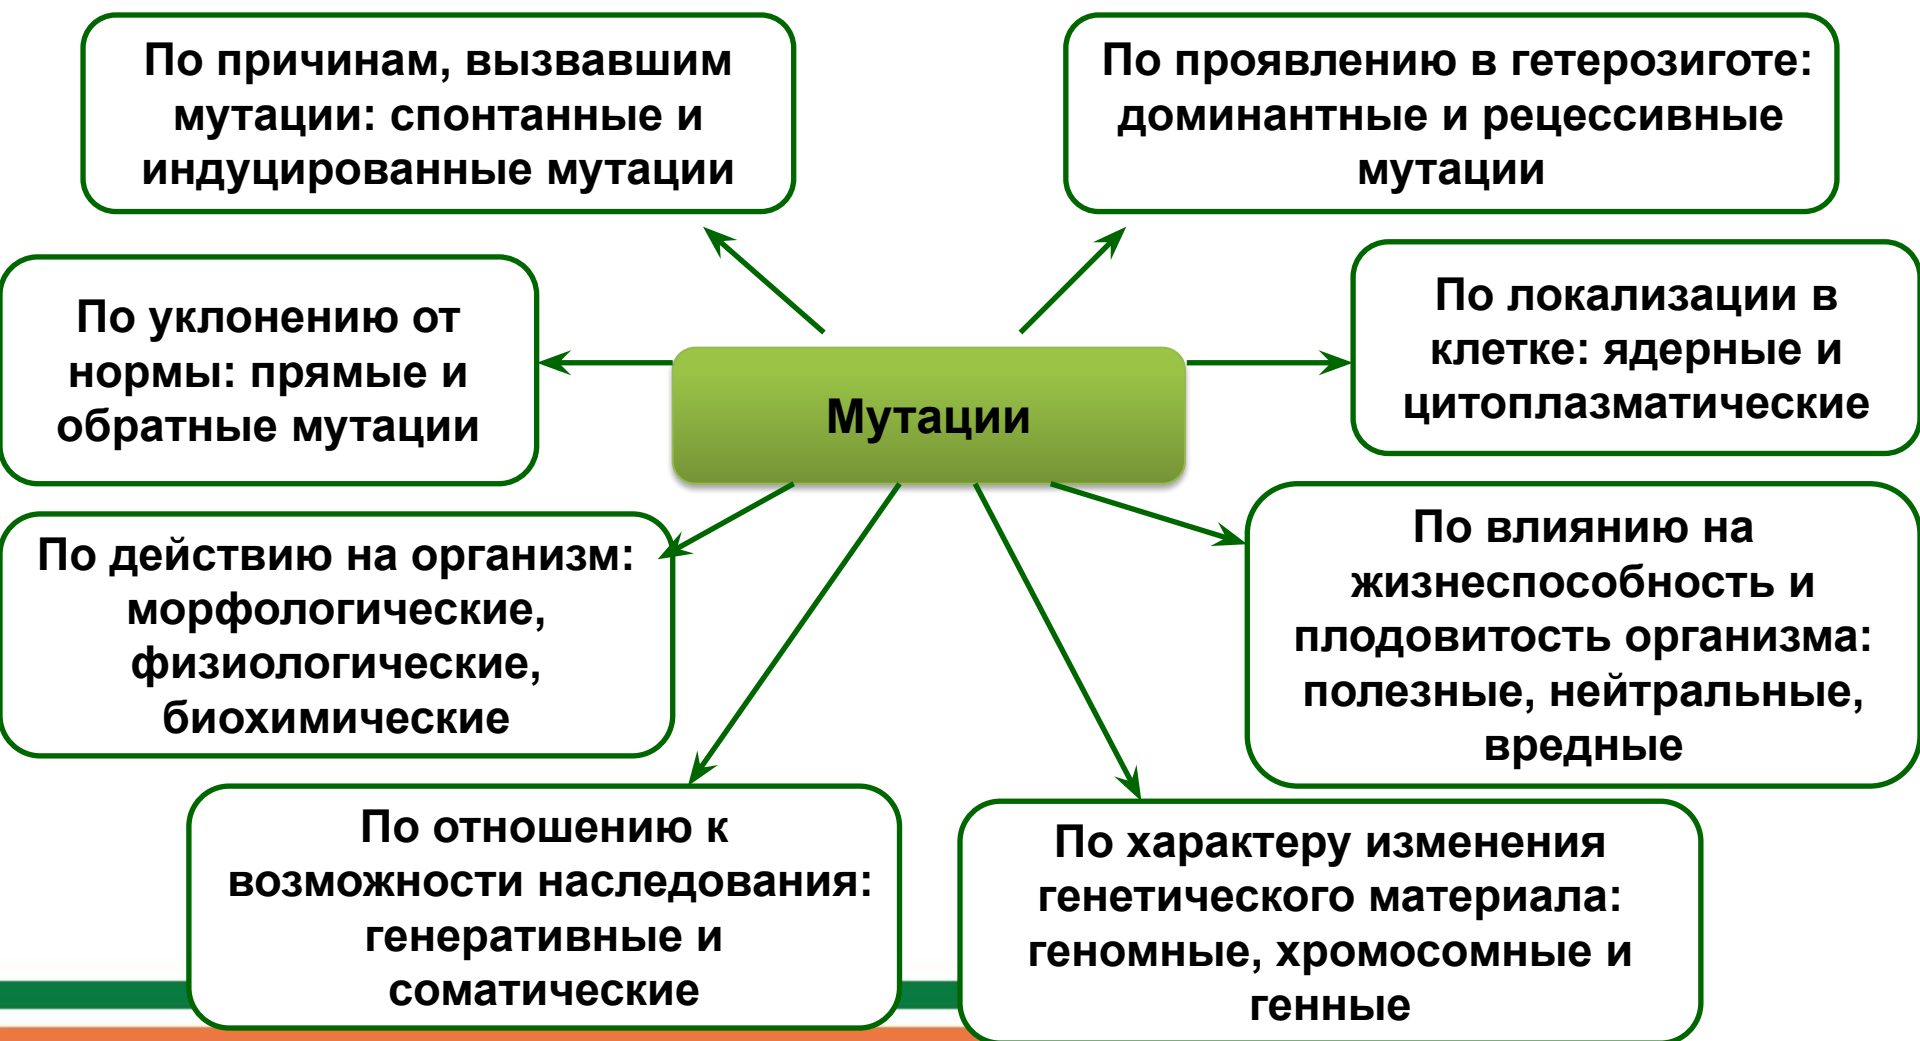 По причинам, вызвавшим
мутации: спонтанные и
индуцированные мутации
По проявлению в гетерозиготе:
доминантные и рецессивные
мутации
По уклонению от
нормы: прямые и
обратные мутации
Мутации
По локализации в
клетке: ядерные и
цитоплазматические
По действию на организм:
морфологические,
физиологические,
биохимические
По влиянию на
жизнеспособность и
плодовитость организма:
полезные, нейтральные,
вредные
По отношению к
возможности наследования:
генеративные и
соматические
По характеру изменения
генетического материала:
геномные, хромосомные и
генные